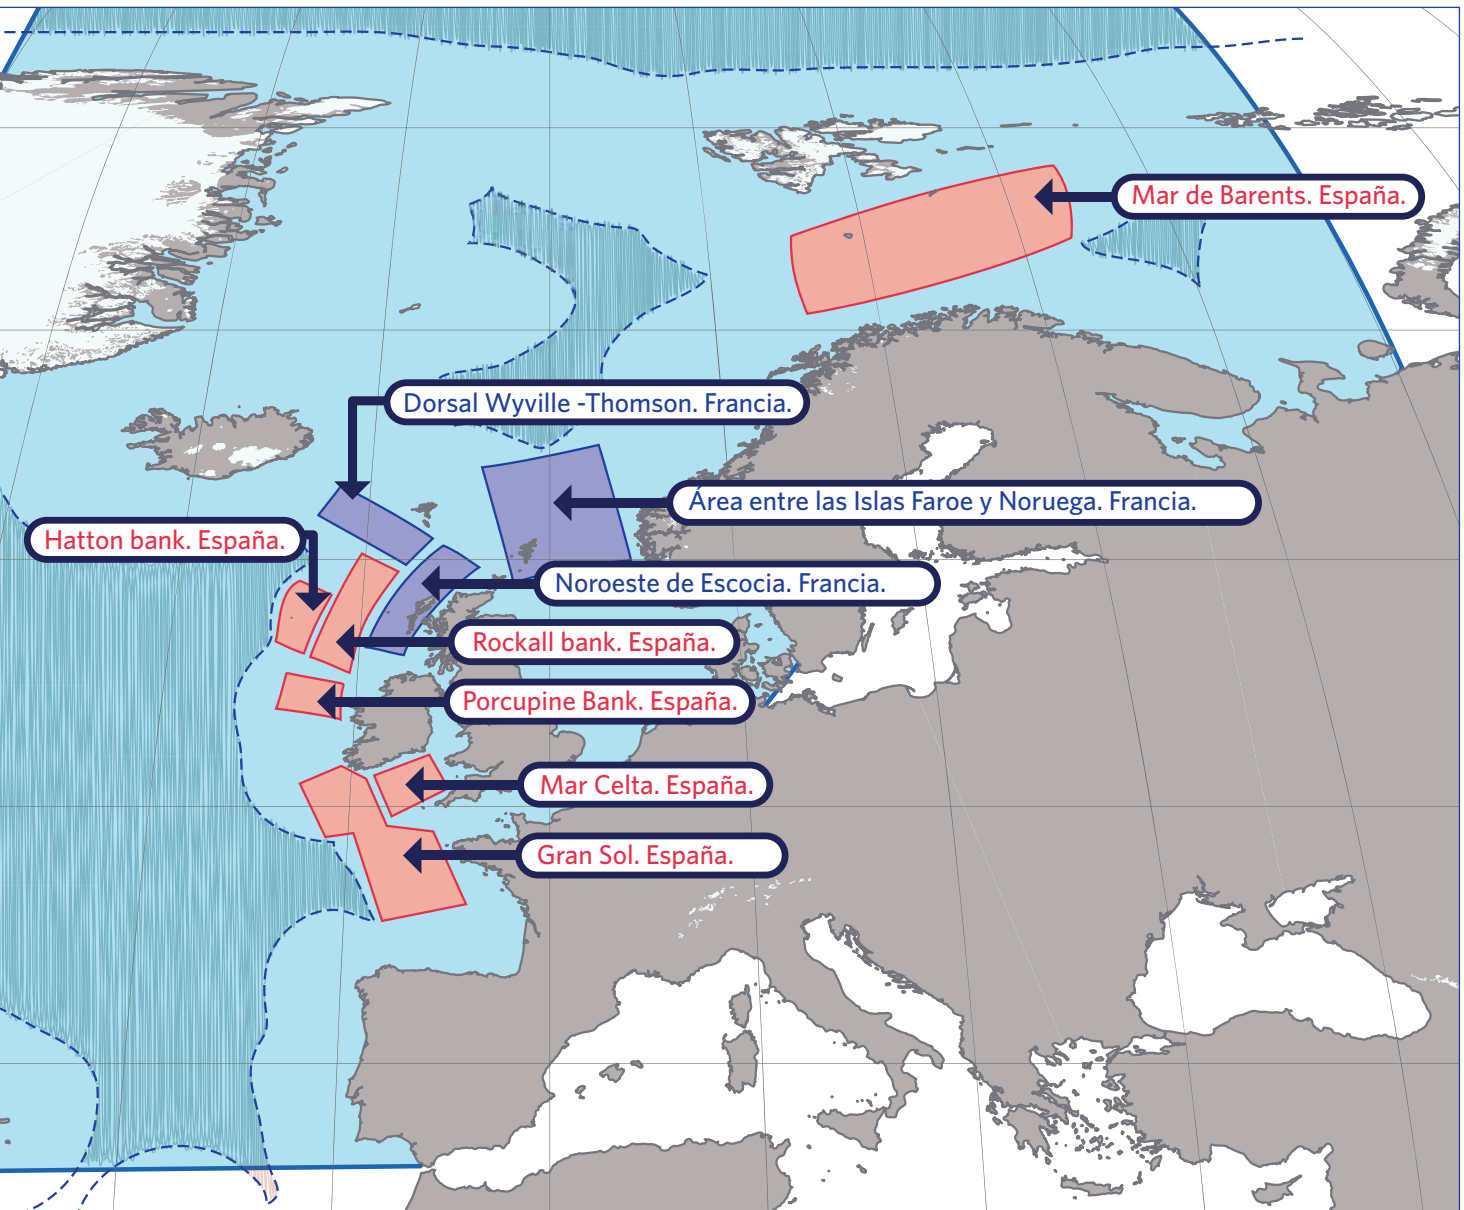 Mar de Barents. España.
Dorsal Wyville -Thomson. Francia.
Área entre las Islas Faroe y Noruega. Francia.
Hatton bank. España.
Noroeste de Escocia. Francia.
Rockall bank. España.
Porcupine Bank. España.
Mar Celta. España.
Gran Sol. España.